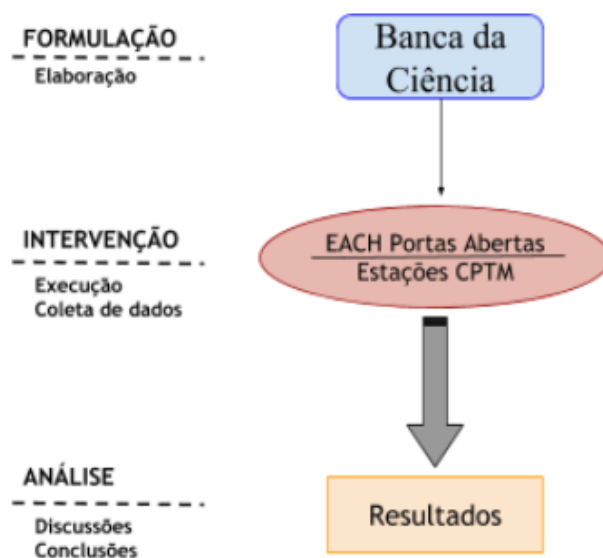 FORMULAÇÃO
Elaboração
Banca da
Ciência
INTERVENÇÃO
Execução
Coleta de dados
EACH Portas Abertas
Estações CPTM
ANÁLISE
Discussões
Conclusões
Resultados